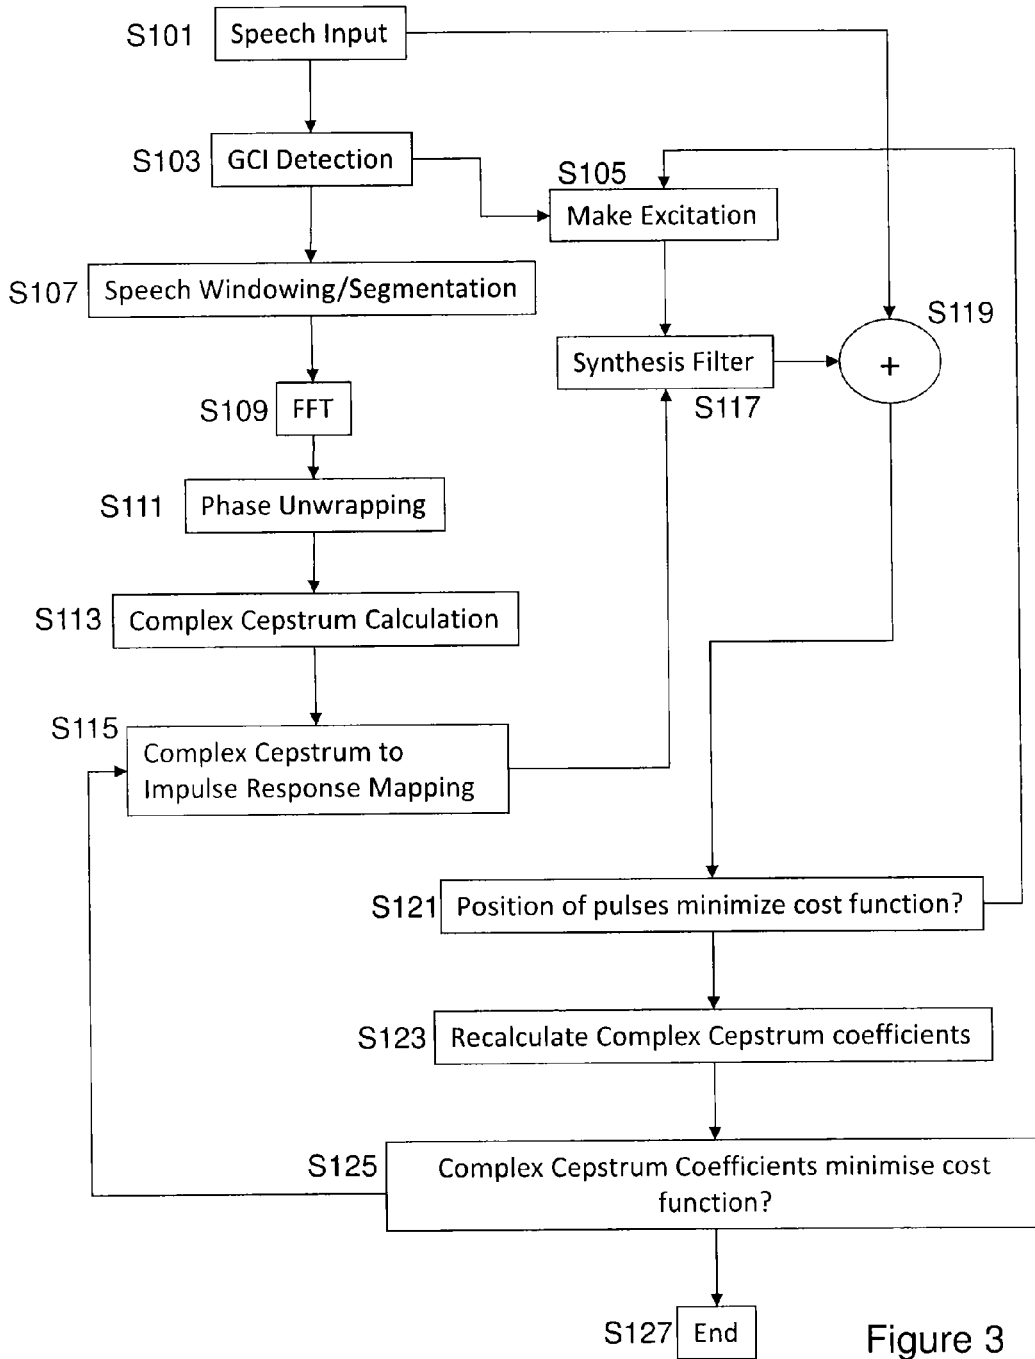 S101 Speech Input
S103 GCI Detection
S105
Make Excitation
S107 Speech Windowing/Segmentation
S119
Synthesis Filter
+
S117
S109 FFT
S111 Phase Unwrapping
S113 Complex Cepstrum Calculation
S115
Complex Cepstrum to
Impulse Response Mapping
S121 Position of pulses minimize cost function?
S123 Recalculate Complex Cepstrum coefficients
S125
Complex Cepstrum Coefficients minimise cost
function?
S127 End
Figure 3